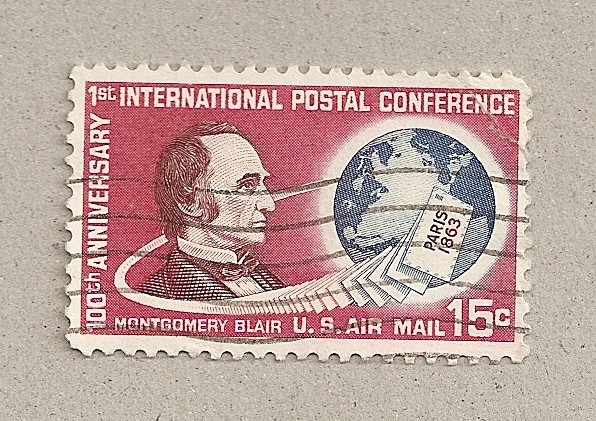 100th ANNIVERSARY
1st INTERNATIONAL POSTAL CONFERENCE
PARIS
1863
MONTGOMERY BLAIR U.S. AIR MAIL 15c